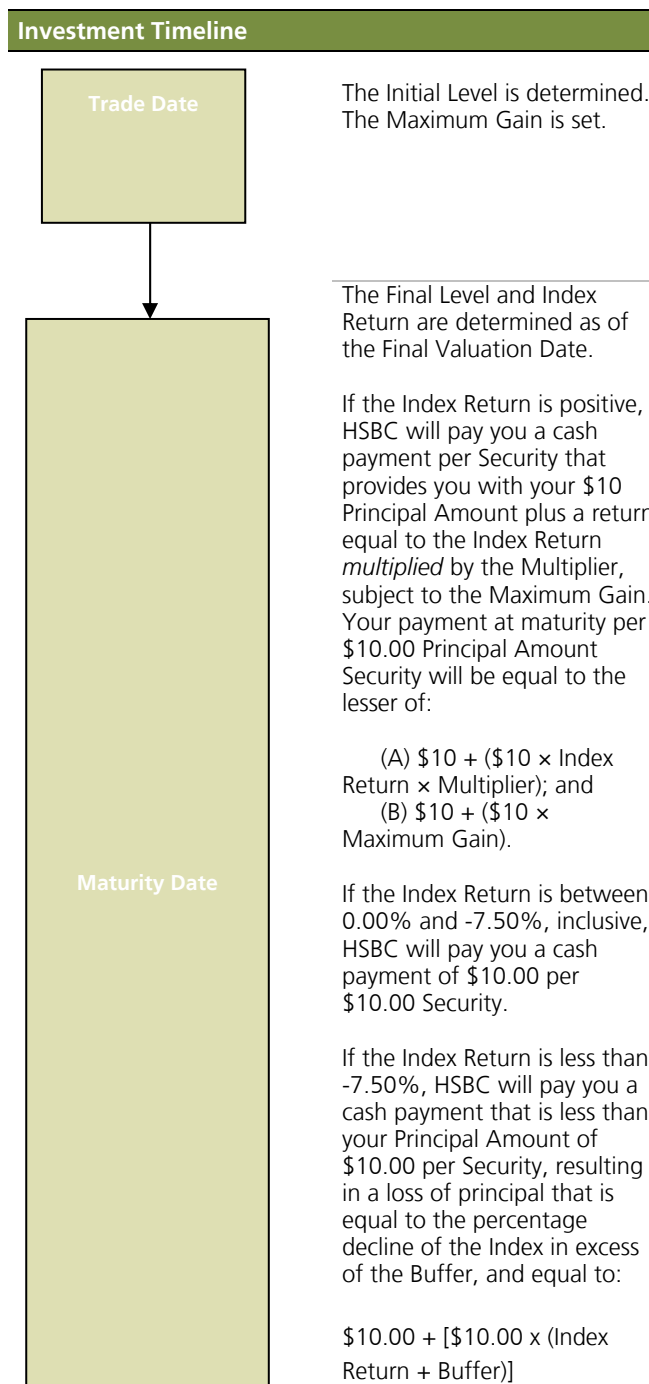 Investment Timeline
Trade Date
The Initial Level is determined.
The Maximum Gain is set.
The Final Level and Index
Return are determined as of
the Final Valuation Date.
If the Index Return is positive,
HSBC will pay you a cash
payment per Security that
provides you with your $10
Principal Amount plus a return
equal to the Index Return
multiplied by the Multiplier,
subject to the Maximum Gain.
Your payment at maturity per
$10.00 Principal Amount
Security will be equal to the
lesser of:
(A) $10 + ($10 × Index
Return × Multiplier); and
(B) $10 + ($10 ×
Maximum Gain).
Maturity Date
If the Index Return is between
0.00% and -7.50%, inclusive,
HSBC will pay you a cash
payment of $10.00 per
$10.00 Security.
If the Index Return is less than
-7.50%, HSBC will pay you a
cash payment that is less than
your Principal Amount of
$10.00 per Security, resulting
in a loss of principal that is
equal to the percentage
decline of the Index in excess
of the Buffer, and equal to:
$10.00 + [$10.00 x (Index
Return + Buffer)]